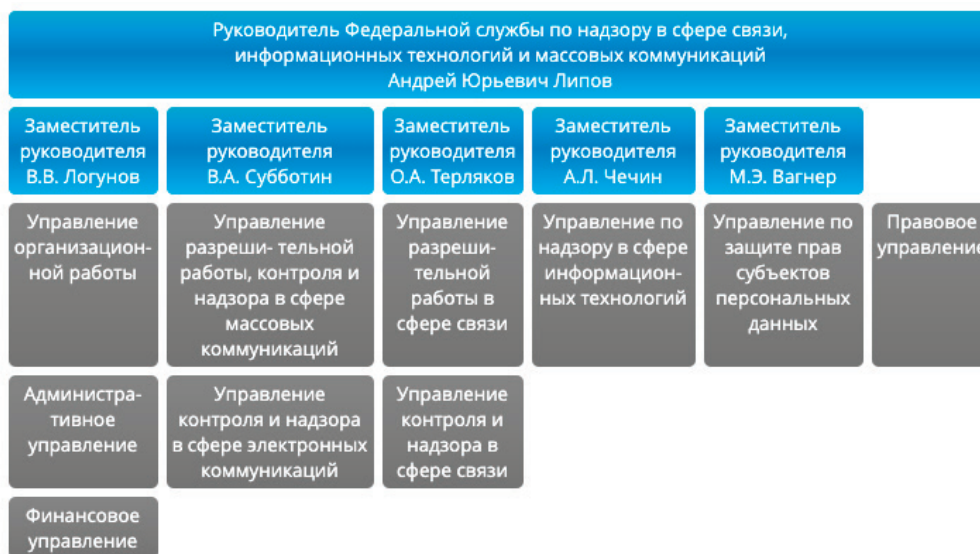 Руководитель Федеральной службы по надзору в сфере связи,
информационных технологий и массовых коммуникаций
Андрей Юрьевич Липов
Заместитель
руководителя
В.В. Логунов
Заместитель
руководителя
В.А. Субботин
Заместитель
руководителя
О.А. Терляков
Заместитель
руководителя
А.Л. Чечин
Заместитель
руководителя
М.Э. Вагнер
Управление
организацион-
ной работы
Управление
разреши- тельной
работы, контроля и
надзора в сфере
массовых
коммуникаций
Управление
разреши-
тельной
работы в
сфере связи
Управление по
надзору в сфере
информацион-
ных технологий
Управление по
защите прав
субъектов
персональных
данных
Правовое
управление
Администра-
тивное
управление
Управление
контроля и надзора
в сфере электронных
коммуникаций
Управление
контроля и
надзора в
сфере связи
Финансовое
управление